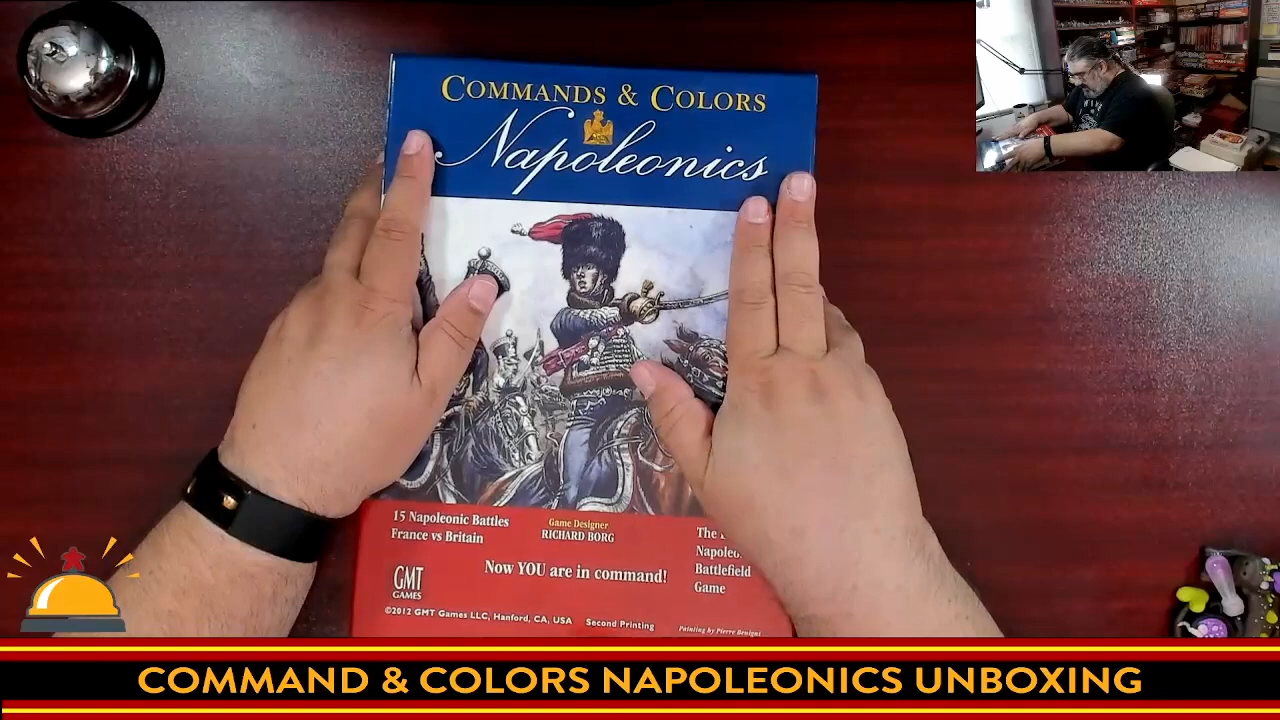 COMMANDS & COLORS
Napoleonics
15 Napoleonic Battles
France vs Britain
Game Designer
RICHARD BORG
The
Napoleo
Battlefield
Game
Now YOU are in command!
GMT
GAMES
©2012 GMT Games LLC, Hanford, CA, USA Second Printing
Painting by Pierre Benigni
COMMAND & COLORS NAPOLEONICS UNBOXING